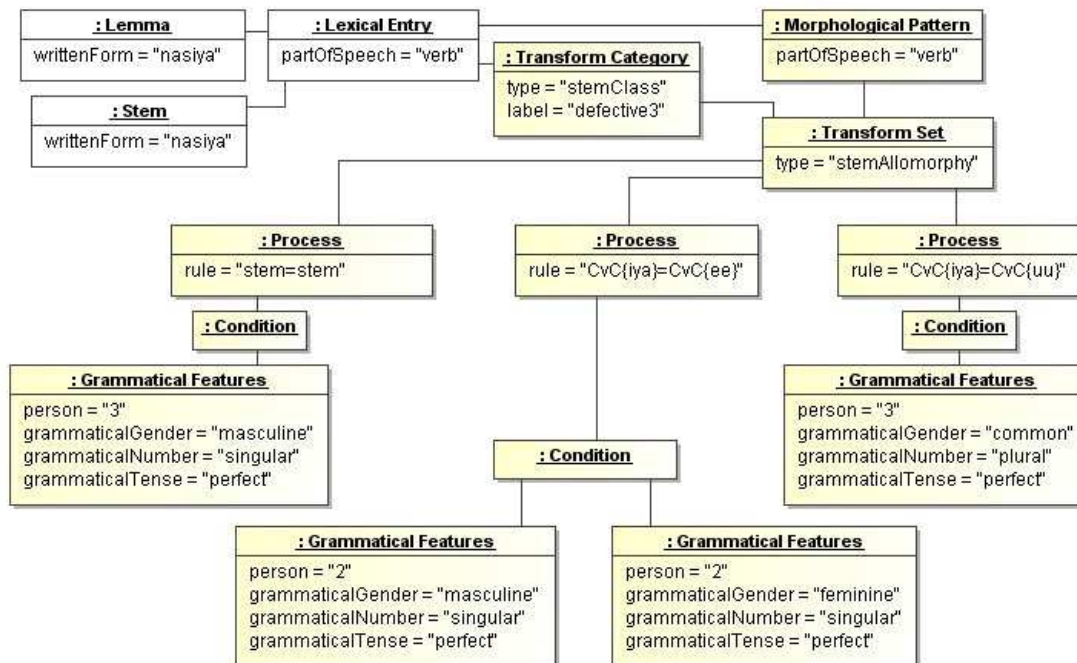 : Lemma
writtenForm = "nasiya"
: Lexical Entry
partOfSpeech = "verb"
: Morphological Pattern
partOfSpeech = "verb"
: Transform Category
type = "stemClass"
label = "defective3"
: Stem
writtenForm = "nasiya"
: Transform Set
type = "stemAllomorphy"
: Process
rule = "stem=stem"
: Process
rule = "CvC{iya}=CvC{ee}"
: Process
rule = "CvC{iya}=CvC{uu}"
: Condition
: Condition
: Grammatical Features
person = "3"
grammaticalGender = "masculine"
grammaticalNumber = "singular"
grammaticalTense = "perfect"
: Grammatical Features
person = "3"
grammaticalGender = "common"
grammaticalNumber = "plural"
grammaticalTense = "perfect"
: Condition
: Grammatical Features
person = "2"
grammaticalGender = "masculine"
grammaticalNumber = "singular"
grammaticalTense = "perfect"
: Grammatical Features
person = "2"
grammaticalGender = "feminine"
grammaticalNumber = "singular"
grammaticalTense = "perfect"